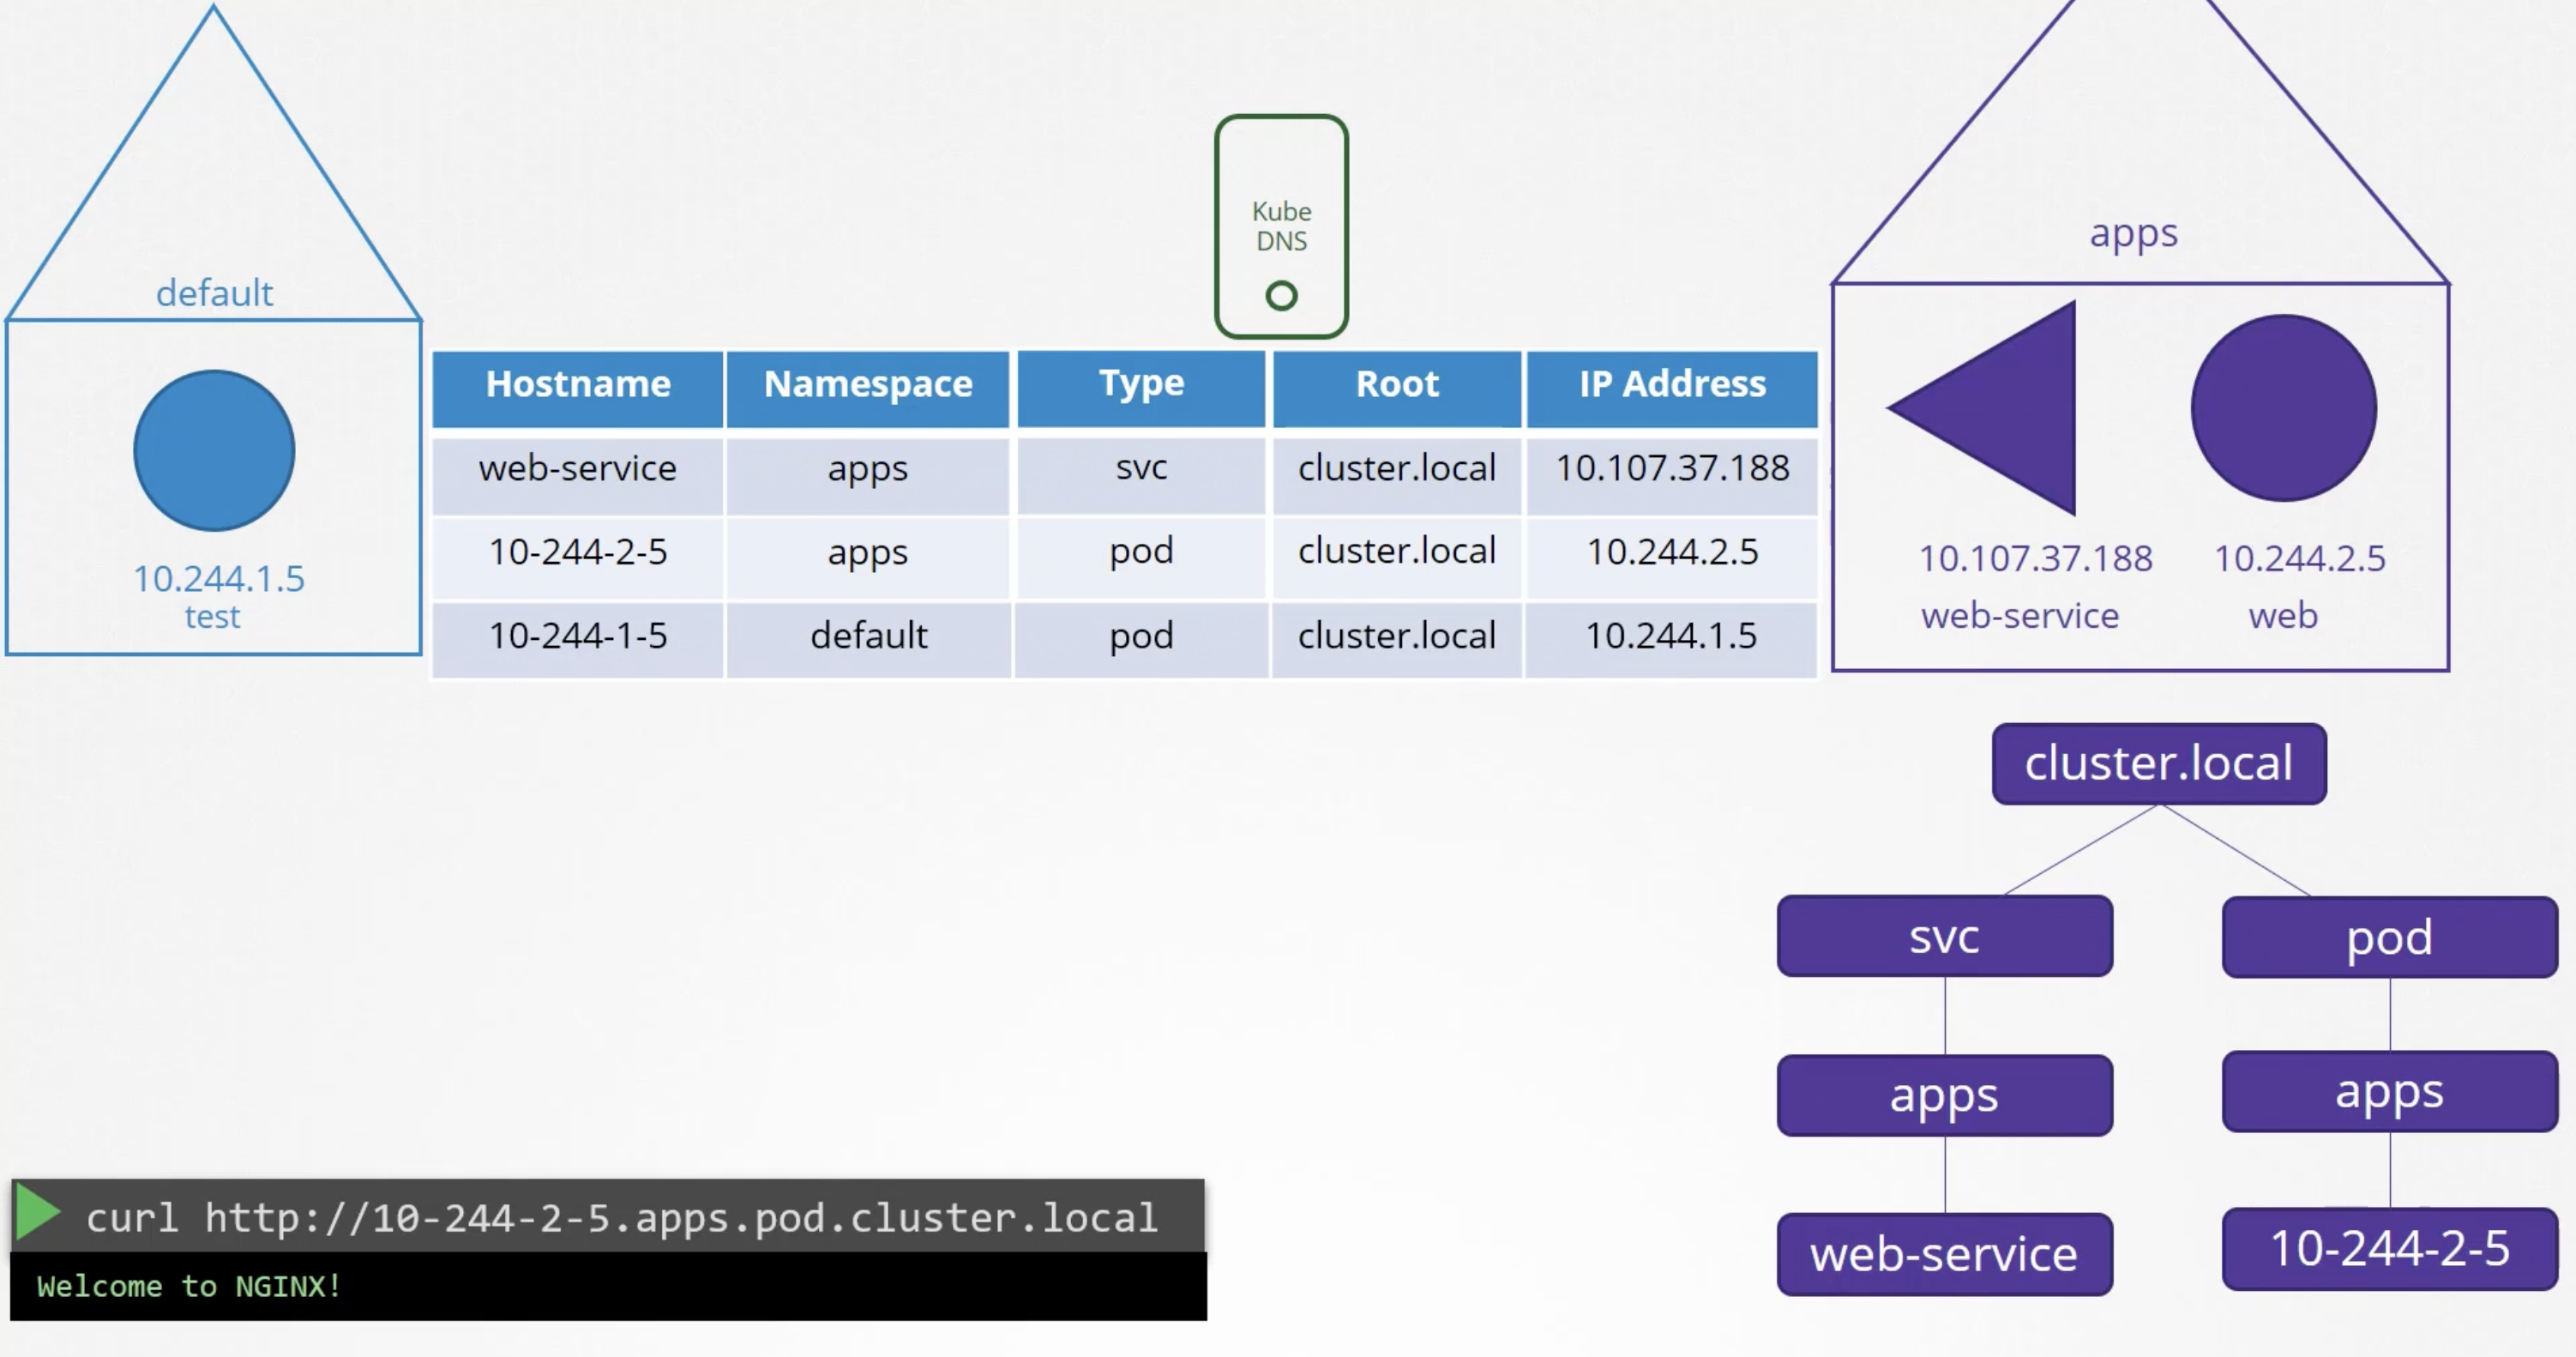 default
10.244.1.5
test
Kube
DNS
Hostname Namespace Type Root IP Address
web-service apps svc cluster.local 10.107.37.188
10-244-2-5 apps pod cluster.local 10.244.2.5
10-244-1-5 default pod cluster.local 10.244.1.5
apps
10.107.37.188 10.244.2.5
web-service web
cluster.local
svc pod
apps apps
web-service 10-244-2-5
curl http://10-244-2-5.apps.pod.cluster.local
Welcome to NGINX!